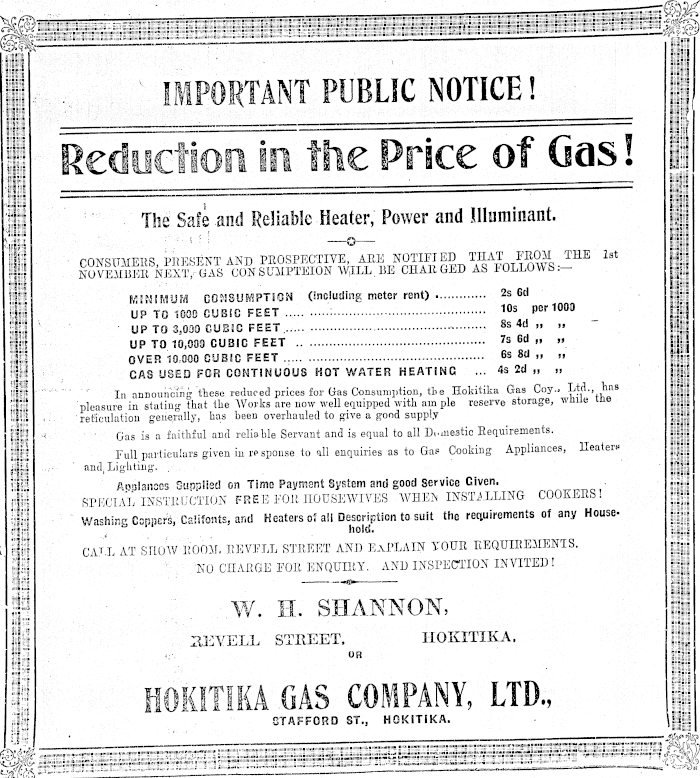 IMPORTANT PUBLIC NOTICE!
Reduction in the Price of Gas!
The Safe and Reliable Heater, Power and Illuminant.
CONSUMERS, PRESENT AND PROSPECTIVE, ARE NOTIFIED THAT FROM THE 1st
NOVEMBER NEXT, GAS CONSUMPTEION WILL BE CHARGED AS FOLLOWS:—
MINIMUM CONSUMPTION (including meter rent) ............ 2s 6d
UP TO 1000 CUBIC FEET ..... ............ 10s per 1000
UP TO 3,000 CUBIC FEET ..... ............ 8s 4d ,, ,,
UP TO 10,000 CUBIC FEET .. ............ 7s 6d ,, ,,
OVER 10,000 CUBIC FEET ..... ............ 6s 8d ,, ,,
GAS USED FOR CONTINUOUS HOT WATER HEATING ... 4s 2d ,, ,,
In announcing these reduced prices for Gas Consumption, the Hokitika Gas Coy., Ltd., has
pleasure in stating that the Works are now well equipped with ample reserve storage, while the
reticulation generally, has been overhauled to give a good supply
Gas is a faithful and reliable Servant and is equal to all Domestic Requirements.
Full particulars given in response to all enquiries as to Gas Cooking Appliances, Heaters
and Lighting.
Appliances Supplied on Time Payment System and good Service Given.
SPECIAL INSTRUCTION FREE FOR HOUSEWIVES WHEN INSTALLING COOKERS!
Washing Coppers, Califonts, and Heaters of all Description to suit the requirements of any House-
hold.
CALL AT SHOW ROOM, REVELL STREET AND EXPLAIN YOUR REQUIREMENTS.
NO CHARGE FOR ENQUIRY. AND INSPECTION INVITED!
W. H. SHANNON,
REVELL STREET, HOKITIKA.
OR
HOKITIKA GAS COMPANY, LTD.,
STAFFORD ST., HOKITIKA.